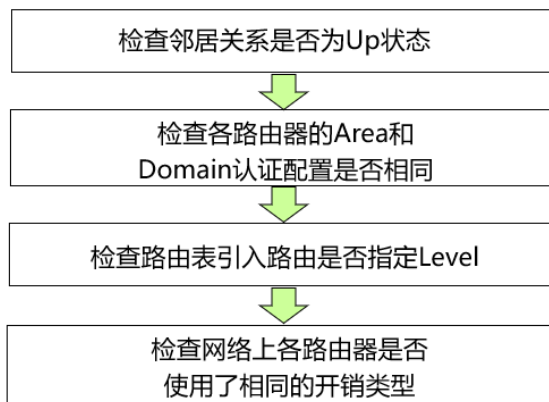 检查邻居关系是否为Up状态
检查各路由器的Area和
Domain认证配置是否相同
检查路由表引入路由是否指定Level
检查网络上各路由器是否
使用了相同的开销类型